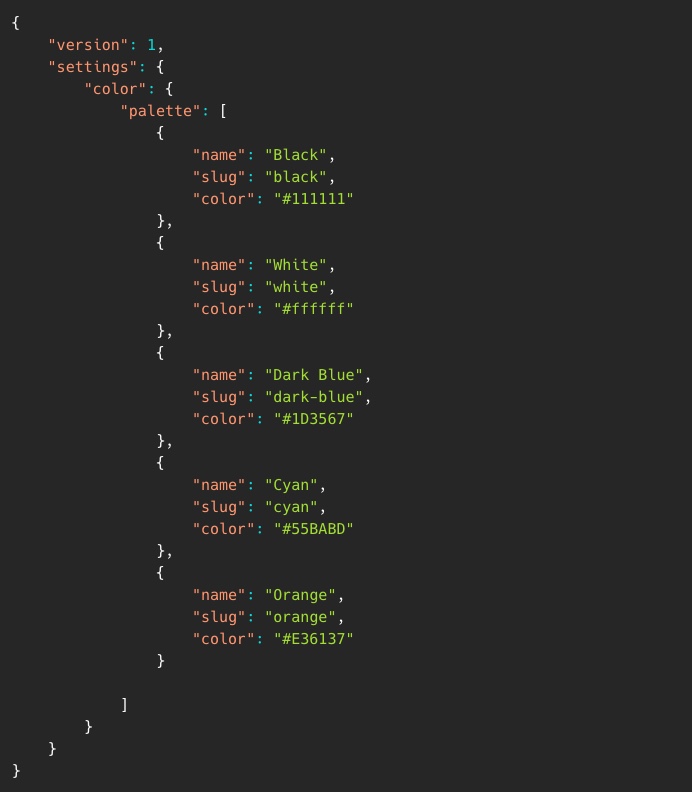 {
    "version": 1,
    "settings": {
        "color": {
            "palette": [
                {
                    "name": "Black",
                    "slug": "black",
                    "color": "#111111"
                },
                {
                    "name": "White",
                    "slug": "white",
                    "color": "#ffffff"
                },
                {
                    "name": "Dark Blue",
                    "slug": "dark-blue",
                    "color": "#1D3567"
                },
                {
                    "name": "Cyan",
                    "slug": "cyan",
                    "color": "#55BABD"
                },
                {
                    "name": "Orange",
                    "slug": "orange",
                    "color": "#E36137"
                }

            ]
        }
    }
}